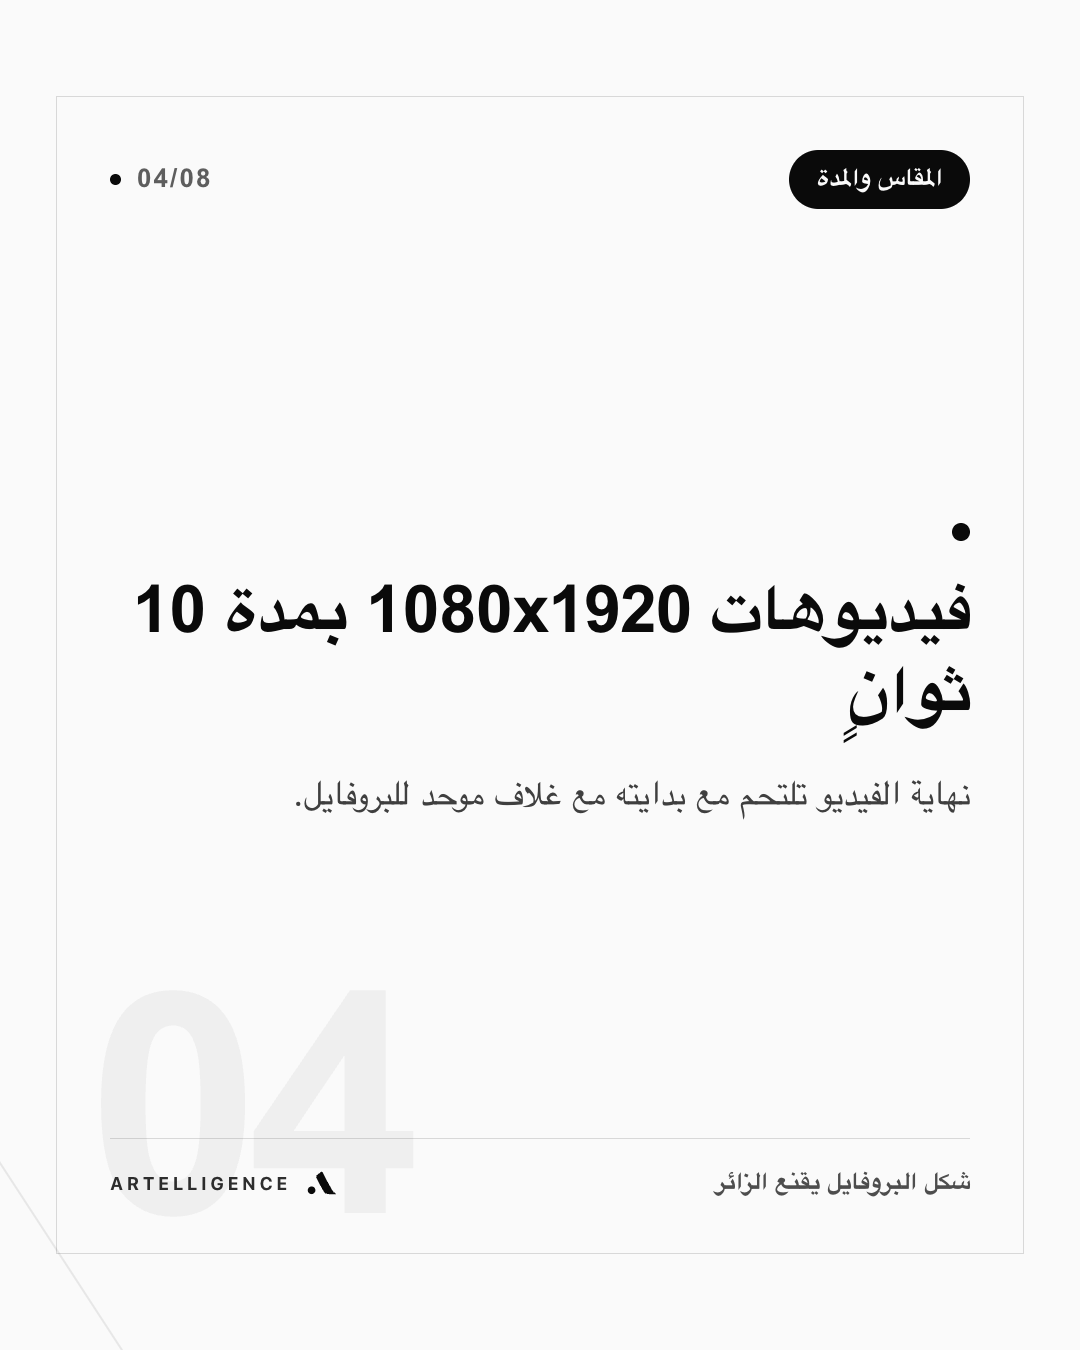 المقاس والمدة
04/08
فيديوهات 1080x1920 بمدة 10
ثوانٍ
نهاية الفيديو تلتحم مع بدايته مع غلاف موحد للبروفايل.
04
شكل البروفايل يقنع الزائر
ARTELLIGENCE